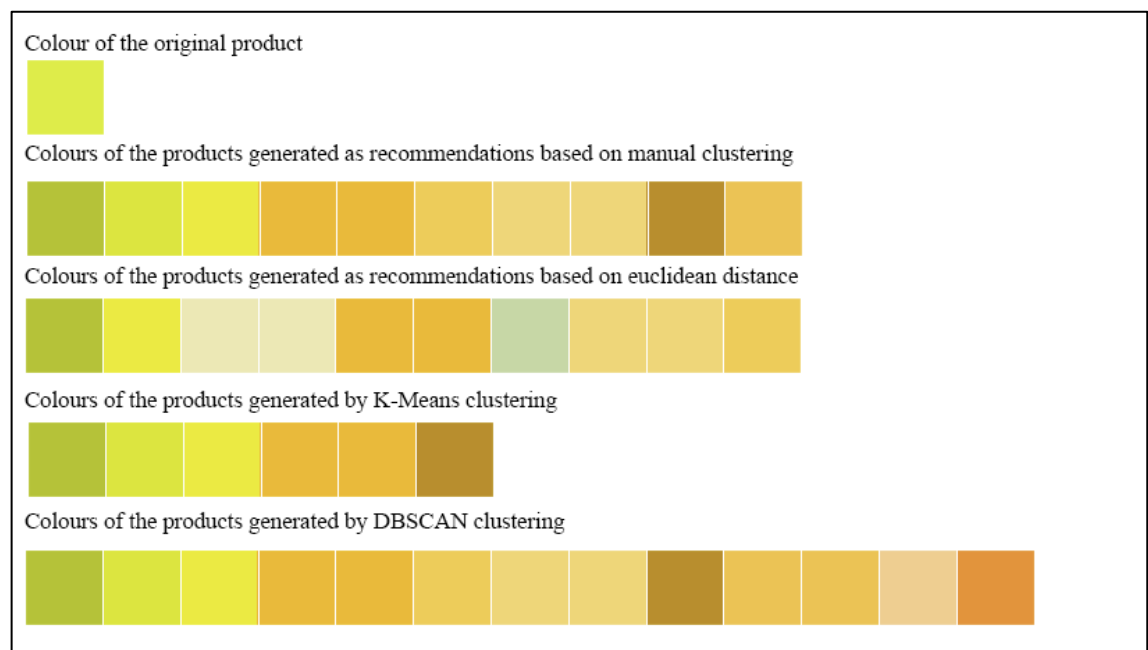 Colour of the original product
Colours of the products generated as recommendations based on manual clustering
Colours of the products generated as recommendations based on euclidean distance
Colours of the products generated by K-Means clustering
Colours of the products generated by DBSCAN clustering